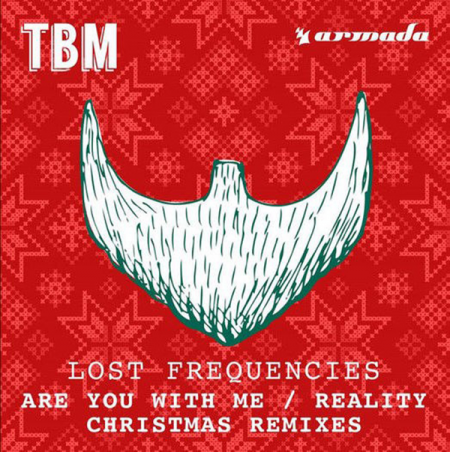 TBM
armada
LOST FREQUENCIES
ARE YOU WITH ME / REALITY
CHRISTMAS REMIXES